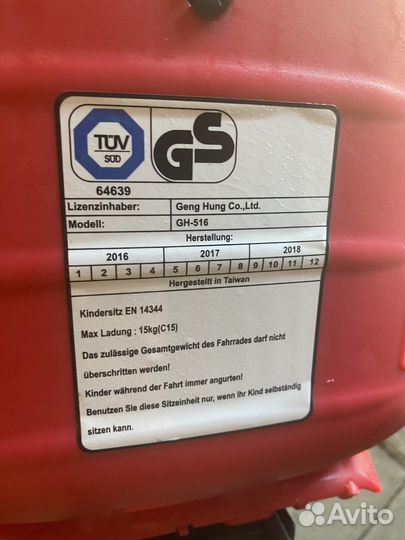 TÜV
SÜD
GS
64639
Lizenzinhaber: Geng Hung Co.,Ltd.
Modell: GH-516
Herstellung:
2016 2017 2018
1 2 3 4 5 6 7 8 9 10 11 12
Hergestellt in Taiwan
Kindersitz EN 14344
Max Ladung : 15kg(C15)
Das zulässige Gesamtgewicht des Fahrrades darf nicht
überschritten werden!
Kinder während der Fahrt immer angurten!
Benutzen Sie diese Sitzeinheit nur, wenn Ihr Kind selbständig
sitzen kann.
Avito